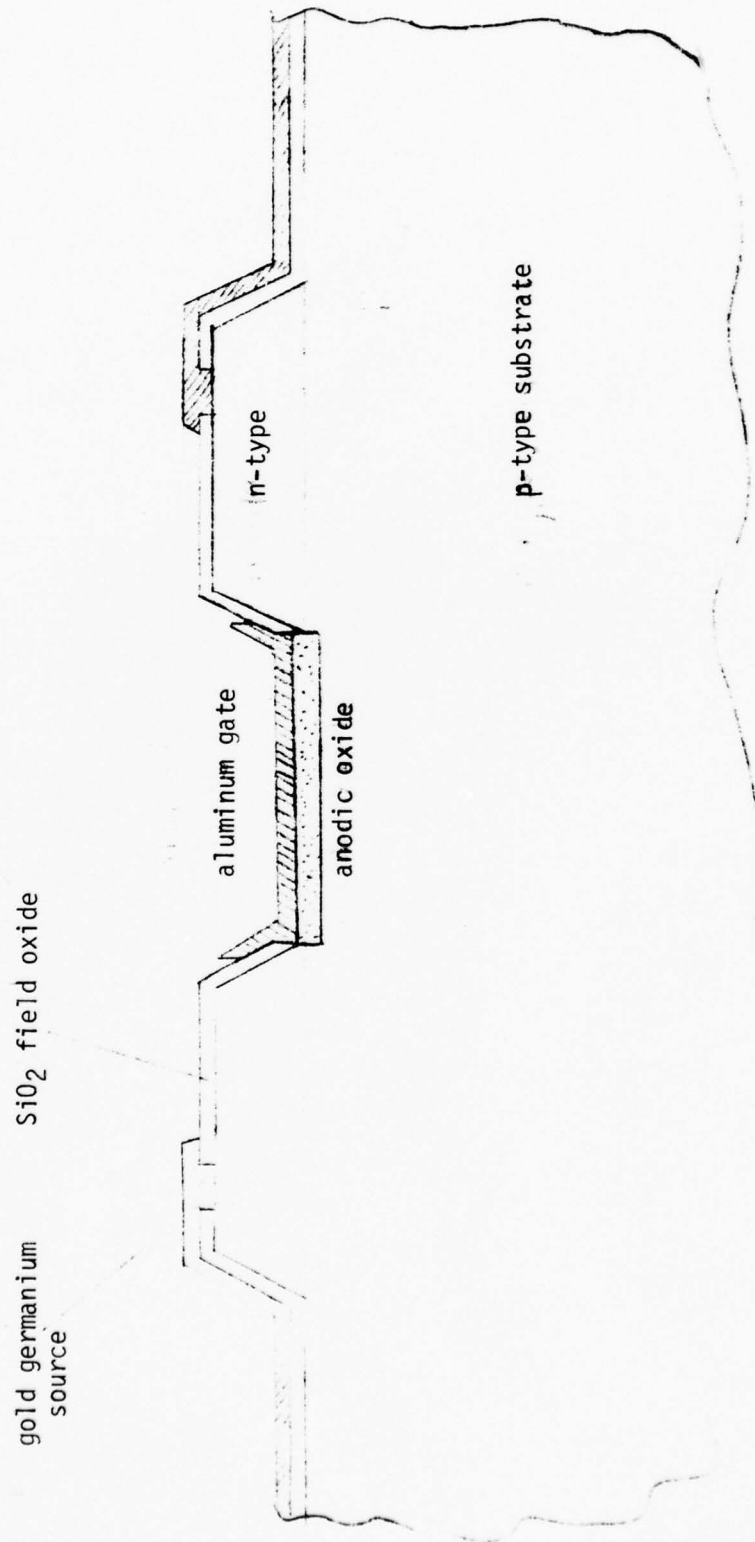 gold germanium
source
SiO₂ field oxide
aluminum gate
anodic oxide
n-type
p-type substrate